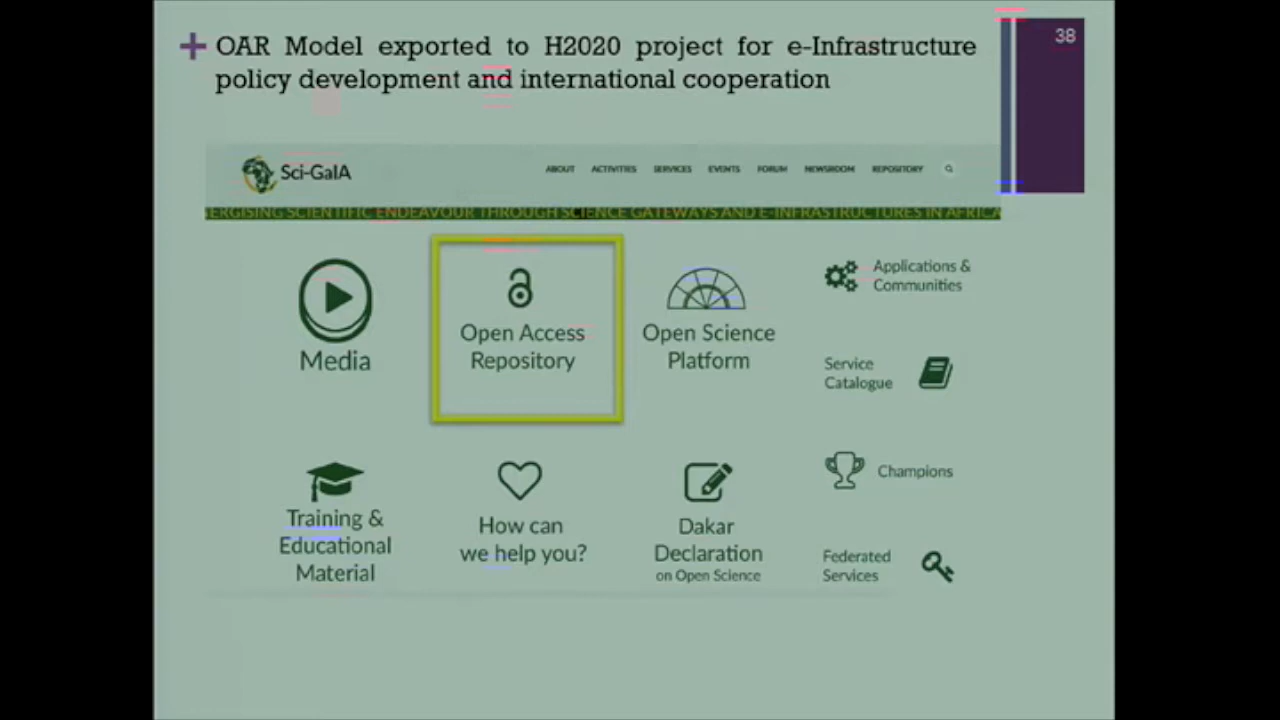 38
+ OAR Model exported to H2020 project for e-Infrastructure
policy development and international cooperation
Sci-GaIA
ABOUT ACTIVITIES SERVICES EVENTS FORUM NEWSROOM REPOSITORY
ERGISING SCIENTIFIC ENDEAVOUR THROUGH SCIENCE GATEWAYS AND E-INFRASTRUCTURES IN AFRICA
Media
Open Access
Repository
Open Science
Platform
Applications &
Communities
Service
Catalogue
Training &
Educational
Material
How can
we help you?
Dakar
Declaration
on Open Science
Champions
Federated
Services